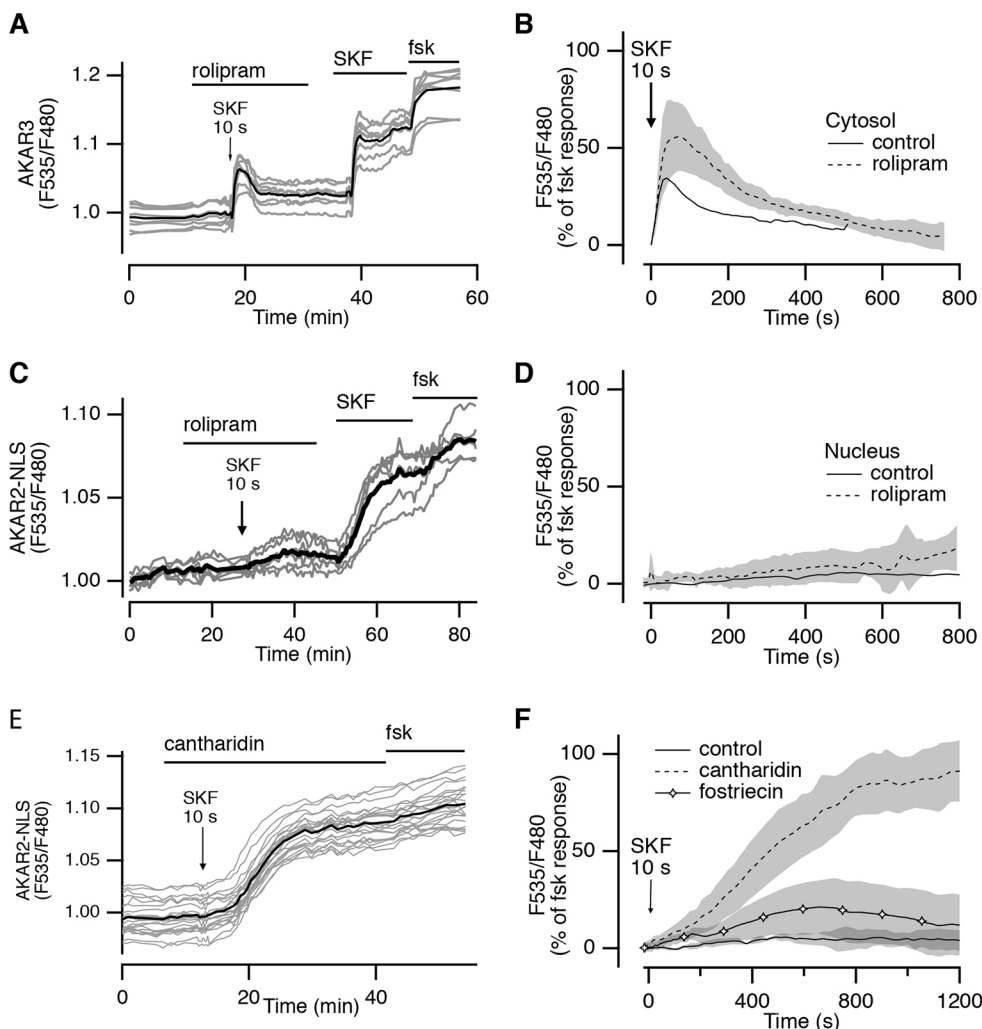 A
AKAR3
(F535/F480)
1.2
1.1
1.0
rolipram
SKF
10 s
SKF
fsk
0
20
40
60
Time (min)
B
F535/F480
(% of fsk response)
100
50
0
SKF
10 s
Cytosol
control
rolipram
0
200
400
600
800
Time (s)
C
AKAR2-NLS
(F535/F480)
1.10
1.05
1.00
rolipram
SKF
10 s
SKF
fsk
0
20
40
60
80
Time (min)
D
F535/F480
(% of fsk response)
100
50
0
Nucleus
control
rolipram
0
200
400
600
800
Time (s)
E
AKAR2-NLS
(F535/F480)
1.15
1.10
1.05
1.00
cantharidin
SKF
10 s
fsk
0
20
40
Time (min)
F
F535/F480
(% of fsk response)
100
50
0
control
cantharidin
fostriecin
SKF
10 s
0
400
800
1200
Time (s)